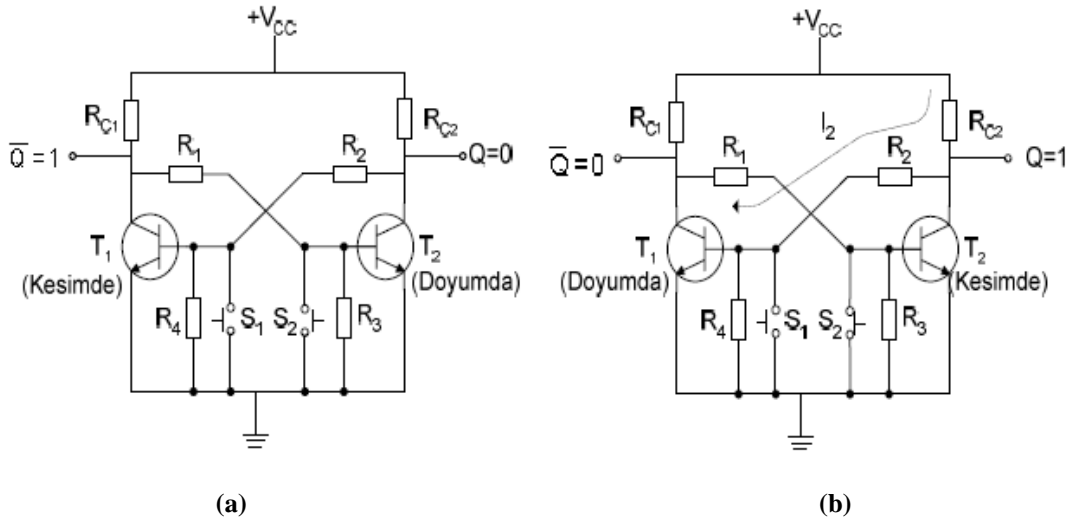 +VCC
RC1
RC2
Q̅=1
Q=0
R1
R2
T1
T2
(Kesimde)
(Doyumda)
R4
S1
S2
R3
(a)
+VCC
RC1
RC2
I2
Q̅=0
Q=1
R1
R2
T1
T2
(Doyumda)
(Kesimde)
R4
S1
S2
R3
(b)